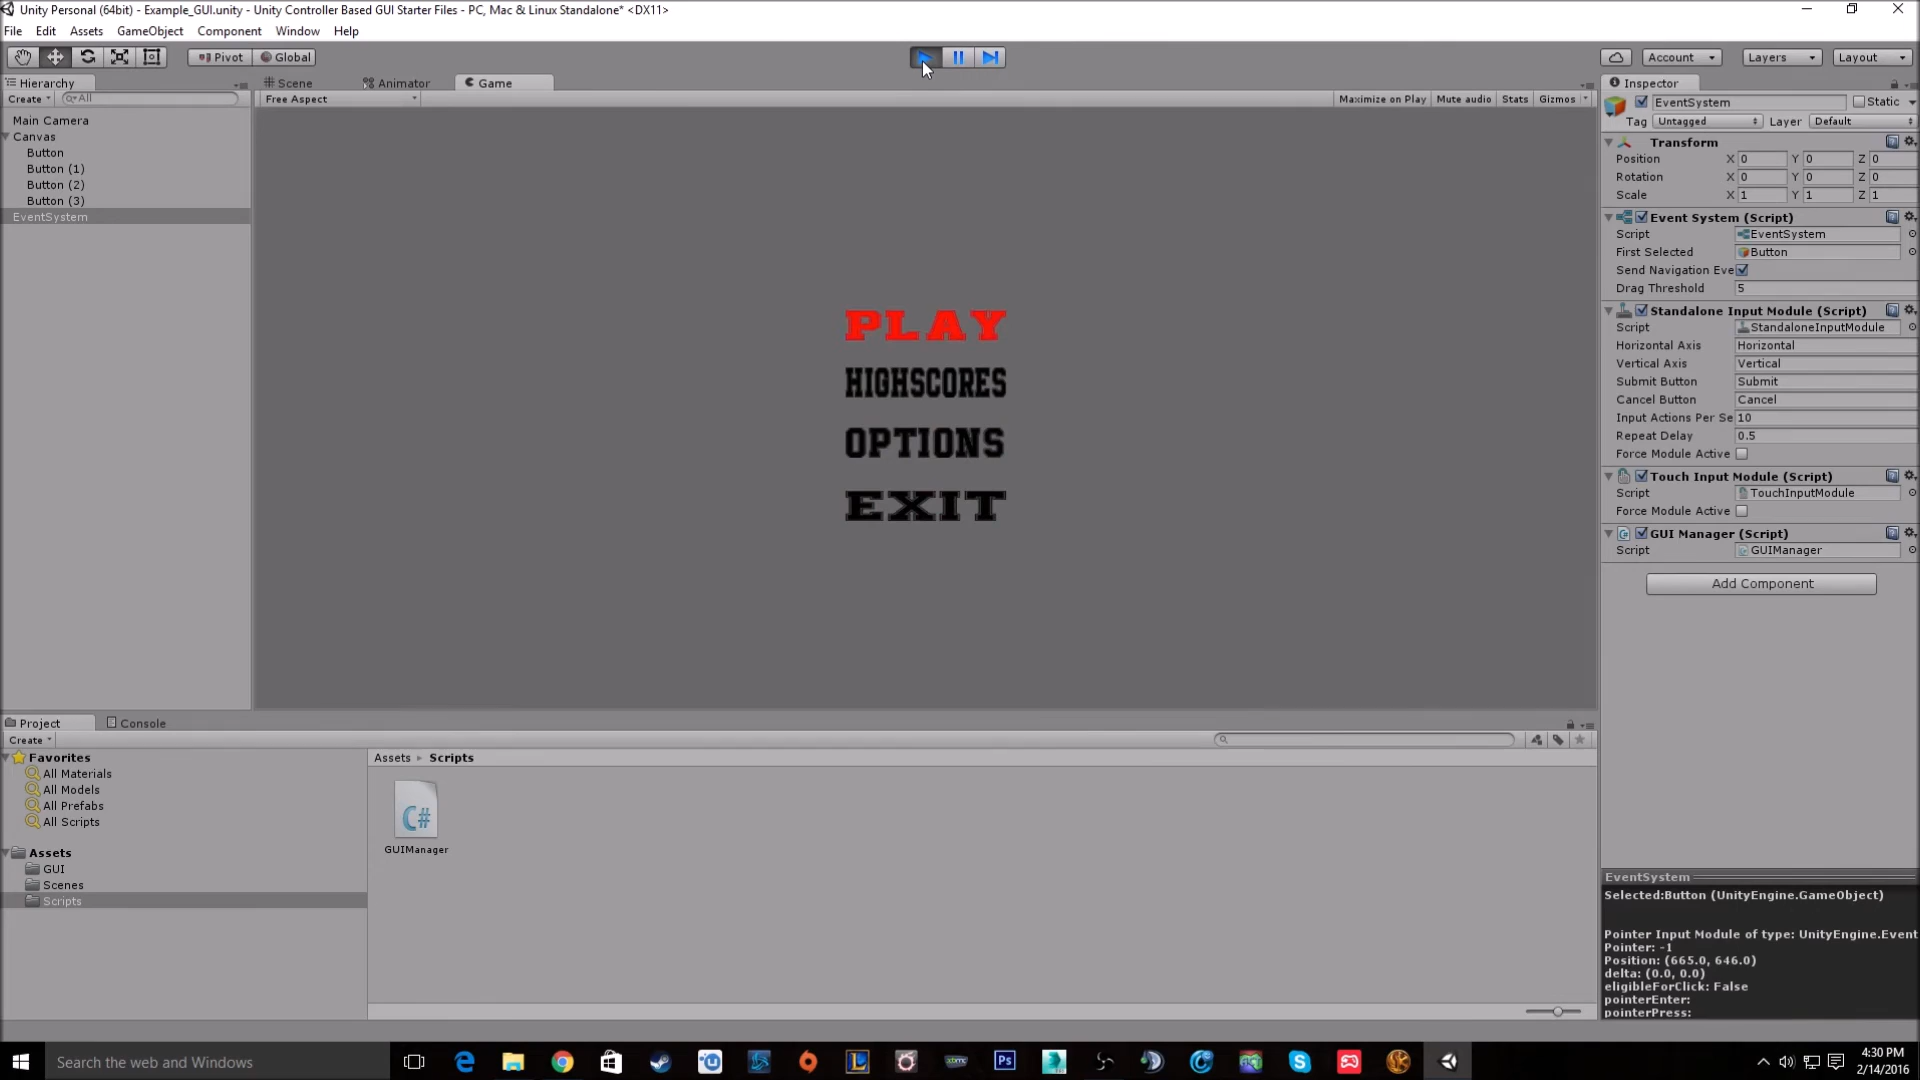 Unity Personal (64bit) - Example_GUI.unity - Unity Controller Based GUI Starter Files - PC, Mac & Linux Standalone* <DX11>
File Edit Assets GameObject Component Window Help
Pivot Global Account Layers Layout
Hierarchy Scene Animator Game Inspector
Create All Free Aspect Maximize on Play Mute audio Stats Gizmos EventSystem Static
Tag Untagged Layer Default
Main Camera
Canvas
Button
Button (1)
Button (2)
Button (3)
EventSystem
PLAY
HIGHSCORES
OPTIONS
EXIT
Transform
Position X 0 Y 0 Z 0
Rotation X 0 Y 0 Z 0
Scale X 1 Y 1 Z 1
Event System (Script)
Script EventSystem
First Selected Button
Send Navigation Eve
Drag Threshold 5
Standalone Input Module (Script)
Script StandaloneInputModule
Horizontal Axis Horizontal
Vertical Axis Vertical
Submit Button Submit
Cancel Button Cancel
Input Actions Per Se 10
Repeat Delay 0.5
Force Module Active
Touch Input Module (Script)
Script TouchInputModule
Force Module Active
GUI Manager (Script)
Script GUIManager
Add Component
Project Console
Create
Favorites
All Materials
All Models
All Prefabs
All Scripts
Assets
GUI
Scenes
Scripts
Assets Scripts
C#
GUIManager
EventSystem
Selected:Button (UnityEngine.GameObject)
Pointer Input Module of type: UnityEngine.Event
Pointer: -1
Position: (665.0, 646.0)
delta: (0.0, 0.0)
eligibleForClick: False
pointerEnter:
pointerPress:
Search the web and Windows
4:30 PM
2/14/2016